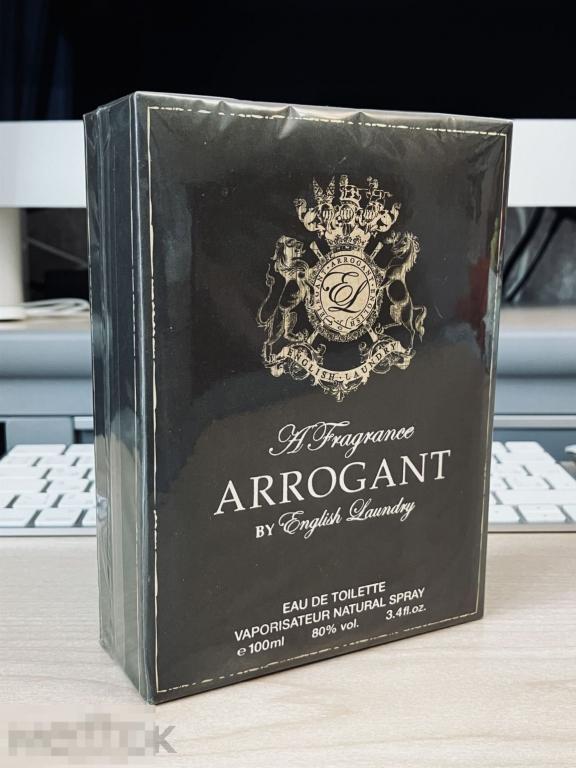 EL
ENGLISH · LAUNDRY
A Fragrance
ARROGANT
BY English Laundry
EAU DE TOILETTE
VAPORISATEUR NATURAL SPRAY
e 100ml 80% vol. 3.4fl.oz.